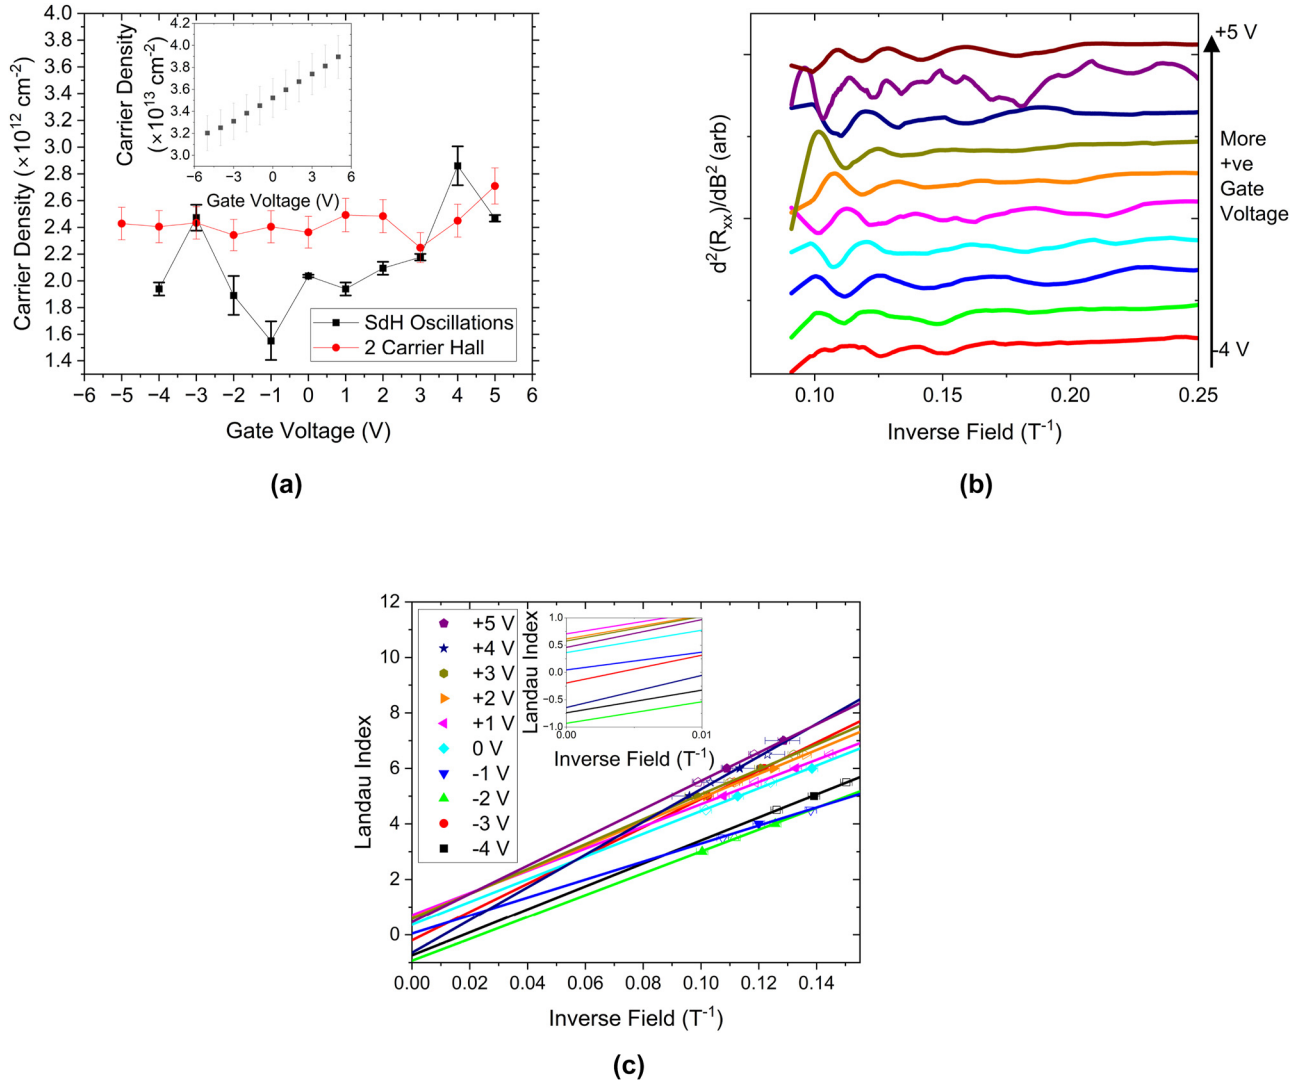 4.0
3.8
3.6
3.4
3.2
3.0
2.8
2.6
2.4
2.2
2.0
1.8
1.6
1.4
Carrier Density (×10¹² cm⁻²)
−6 −5 −4 −3 −2 −1 0 1 2 3 4 5 6
Gate Voltage (V)
4.2
4.0
3.8
3.6
3.4
3.2
3.0
Carrier Density
(×10¹³ cm⁻²)
−6 −3 0 3 6
Gate Voltage (V)
SdH Oscillations
2 Carrier Hall
(a)
d²(Rₓₓ)/dB² (arb)
+5 V
More
+ve
Gate
Voltage
-4 V
0.10 0.15 0.20 0.25
Inverse Field (T⁻¹)
(b)
12
10
8
6
4
2
0
Landau Index
+5 V
+4 V
+3 V
+2 V
+1 V
0 V
-1 V
-2 V
-3 V
-4 V
1.0
0.5
0.0
−0.5
−1.0
Landau Index
0.00 0.01
Inverse Field (T⁻¹)
0.00 0.02 0.04 0.06 0.08 0.10 0.12 0.14
Inverse Field (T⁻¹)
(c)